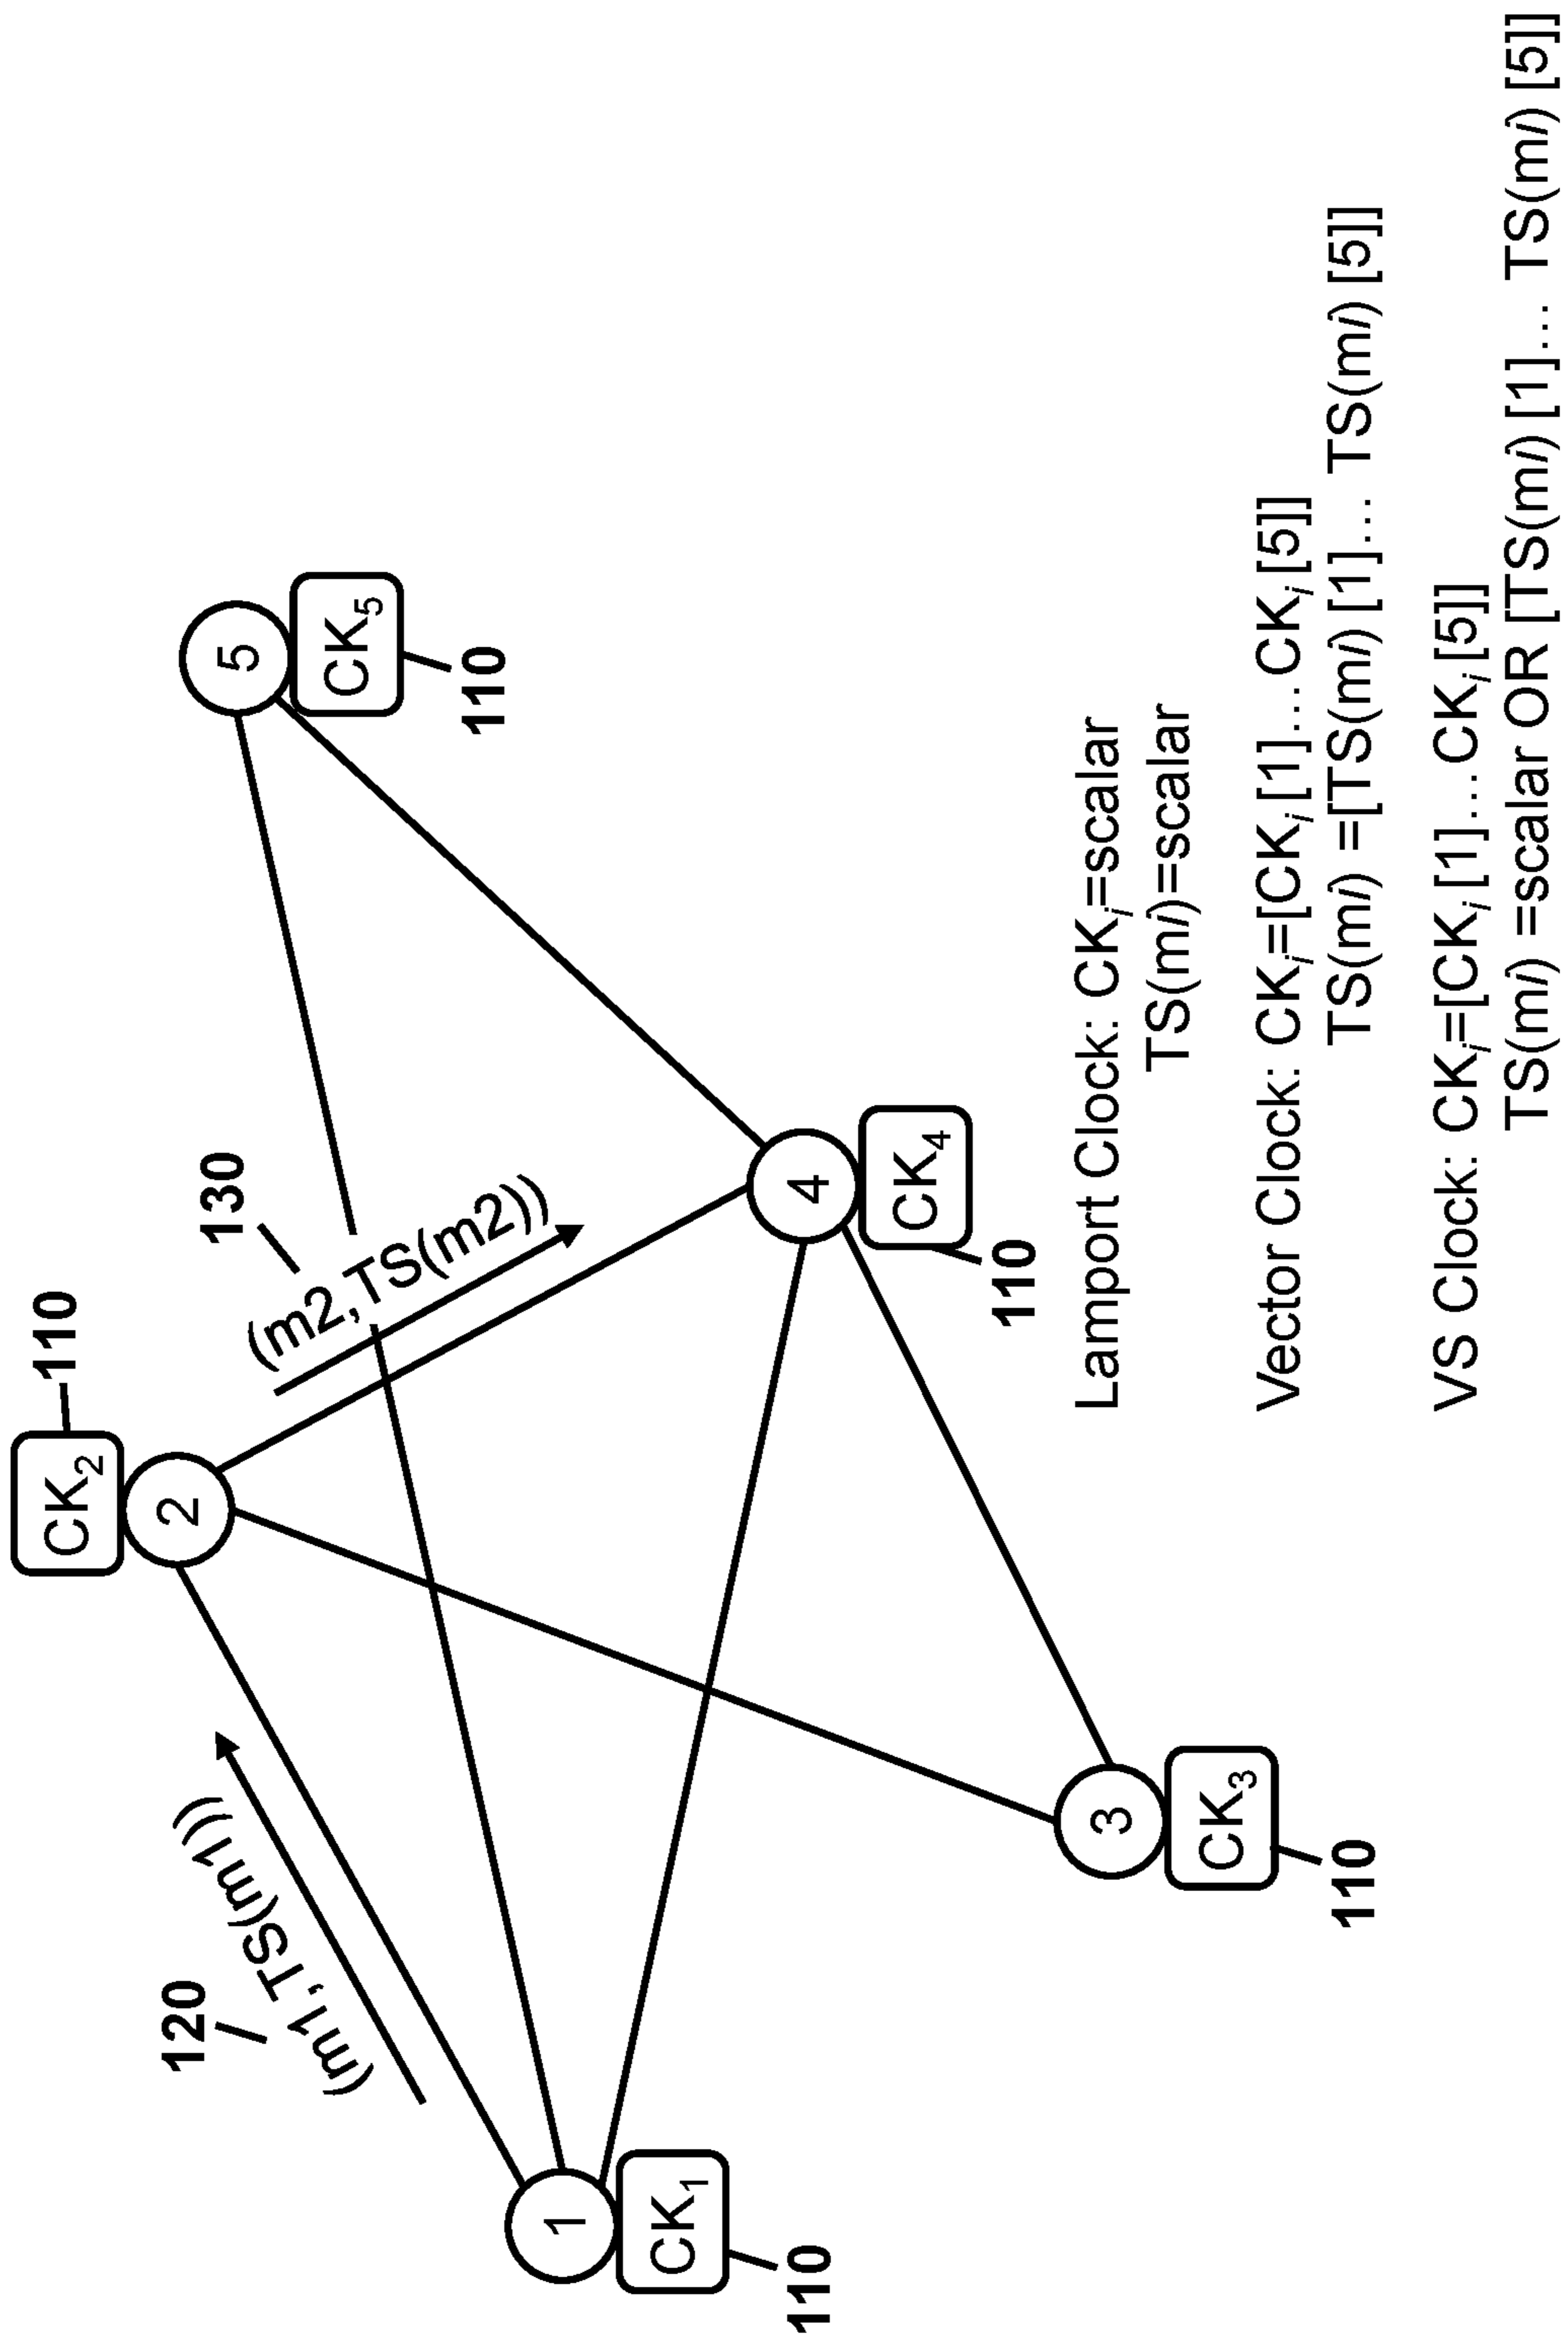 110
CK2
2
120
(m1,TS(m1)))
130
(m2,TS(m2)))
5
CK5
110
1
CK1
110
4
CK4
110
3
CK3
110
Lamport Clock: CKi=scalar
TS(mi)=scalar
Vector Clock: CKi=[CKi [1]...CKi [5]]
TS(mi) =[TS(mi) [1]... TS(mi) [5]]
VS Clock: CKi=[CKi [1]...CKi [5]]
TS(mi) =scalar OR [TS(mi) [1]... TS(mi) [5]]